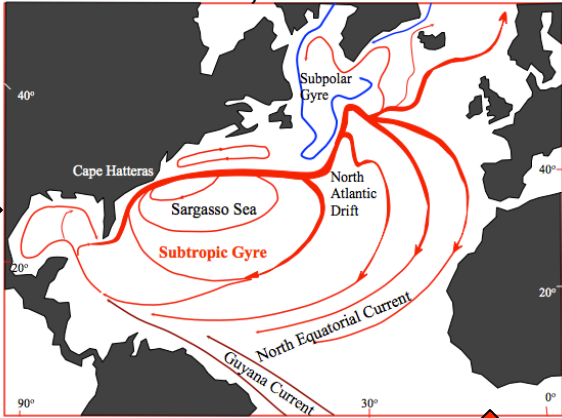 Subpolar
Gyre
40°
Cape Hatteras
40°
North
Atlantic
Drift
Sargasso Sea
Subtropic Gyre
20°
20°
North Equatorial Current
Guyana Current
90°
30°
0°